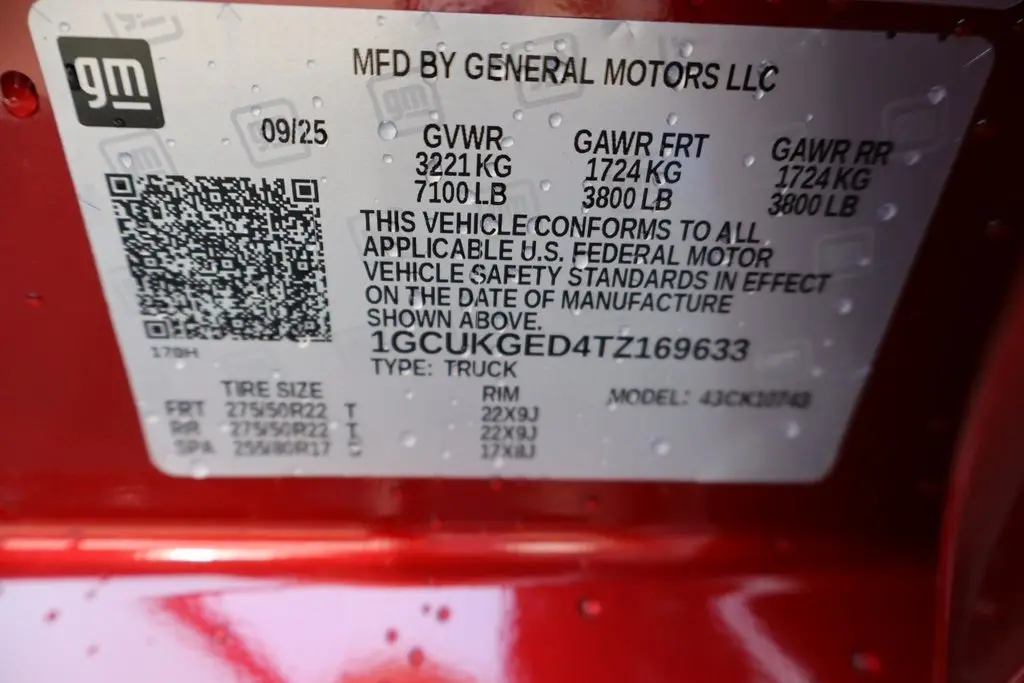 gm
MFD BY GENERAL MOTORS LLC
09/25
GVWR GAWR FRT GAWR RR
3221 KG 1724 KG 1724 KG
7100 LB 3800 LB 3800 LB
THIS VEHICLE CONFORMS TO ALL
APPLICABLE U.S. FEDERAL MOTOR
VEHICLE SAFETY STANDARDS IN EFFECT
ON THE DATE OF MANUFACTURE
SHOWN ABOVE.
1GCUKGED4TZ169633
TYPE: TRUCK
TIRE SIZE RIM MODEL:
FRT 275/50R22 T 22X9J
RR 275/50R22 T 22X9J
SPA 255/80R17 17X8J